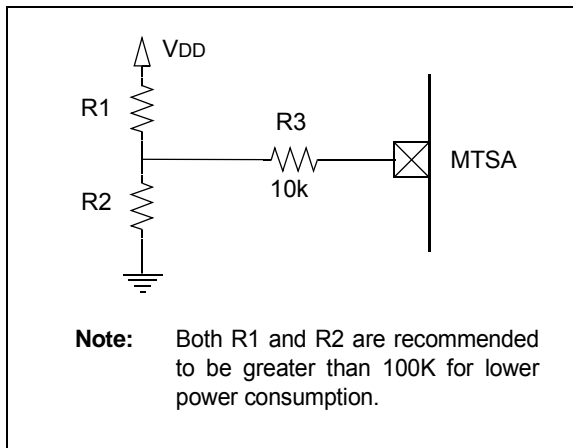 VDD
R1
R3
MTSA
10k
R2
Note: Both R1 and R2 are recommended
to be greater than 100K for lower
power consumption.